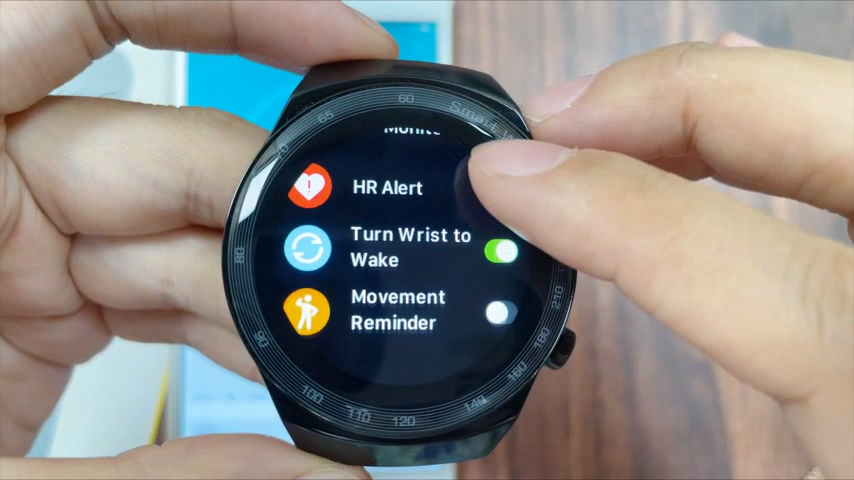 60
65
HR Alert
Turn Wrist to
Wake
80
Movement
Reminder
210
90
180
160
100
140
110
120